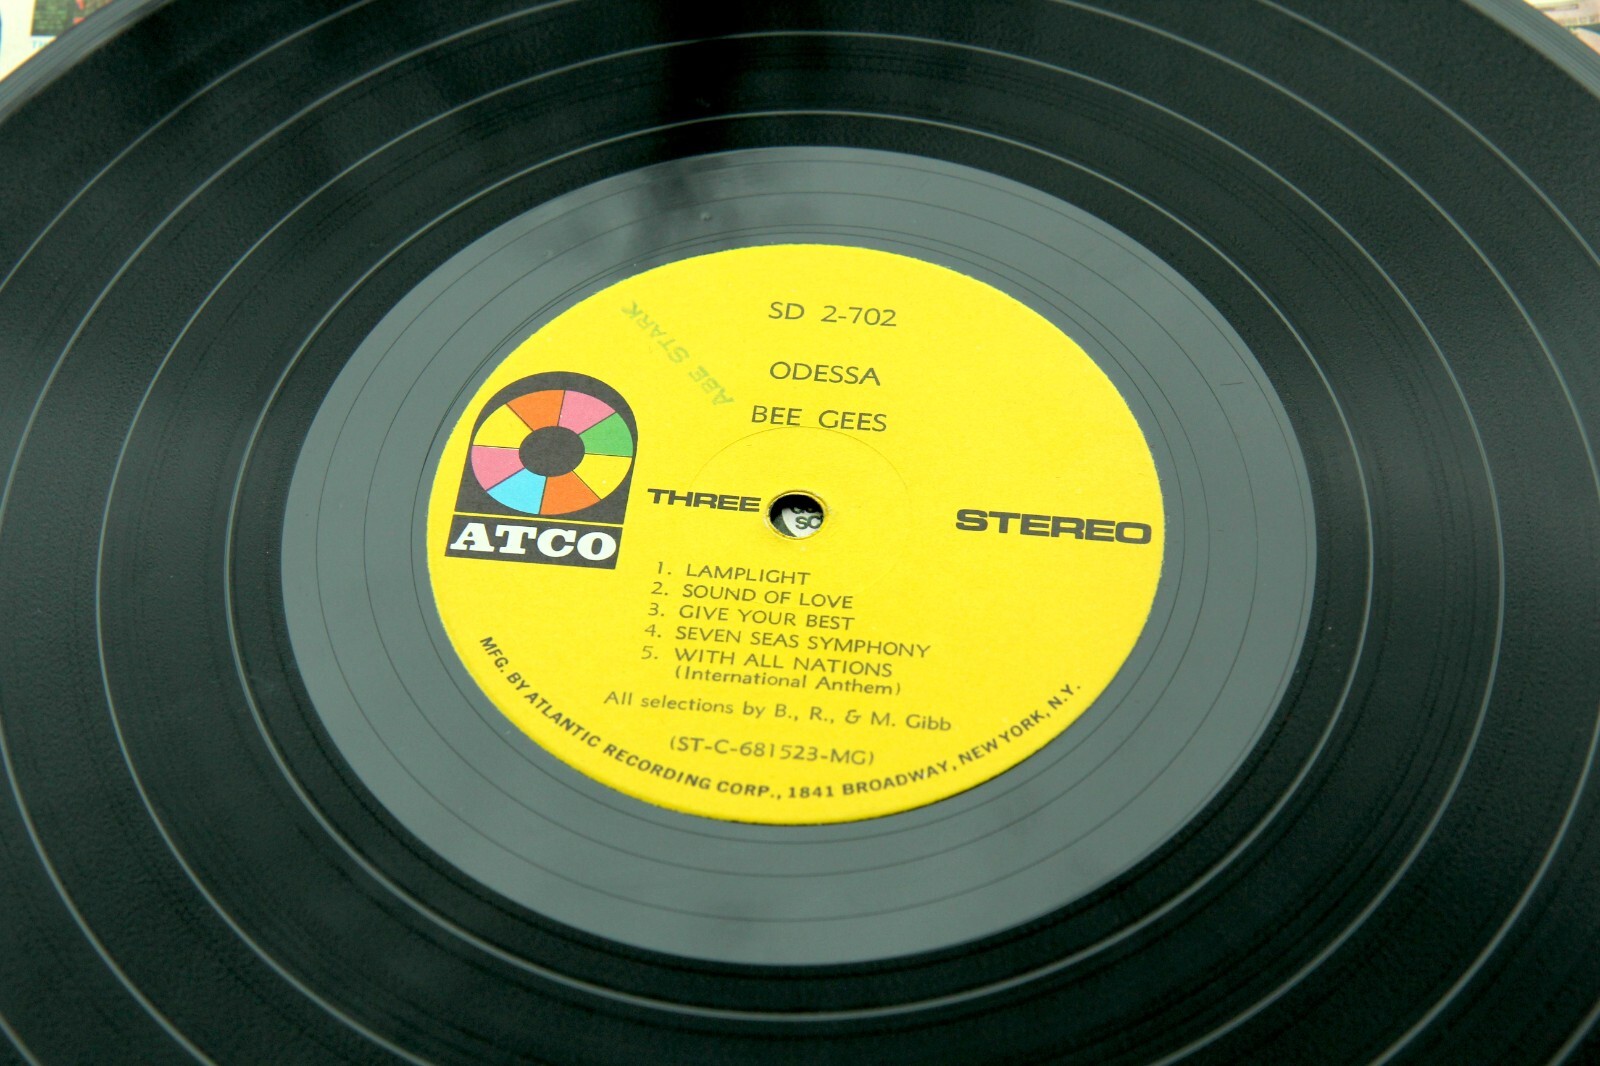 SD 2-702
ODESSA
BEE GEES
ABE STARK
ATCO
THREE
STEREO
1. LAMPLIGHT
2. SOUND OF LOVE
3. GIVE YOUR BEST
4. SEVEN SEAS SYMPHONY
5. WITH ALL NATIONS
(International Anthem)
All selections by B., R., & M. Gibb
(ST-C-681523-MG)
MFG. BY ATLANTIC RECORDING CORP., 1841 BROADWAY, NEW YORK, N.Y.